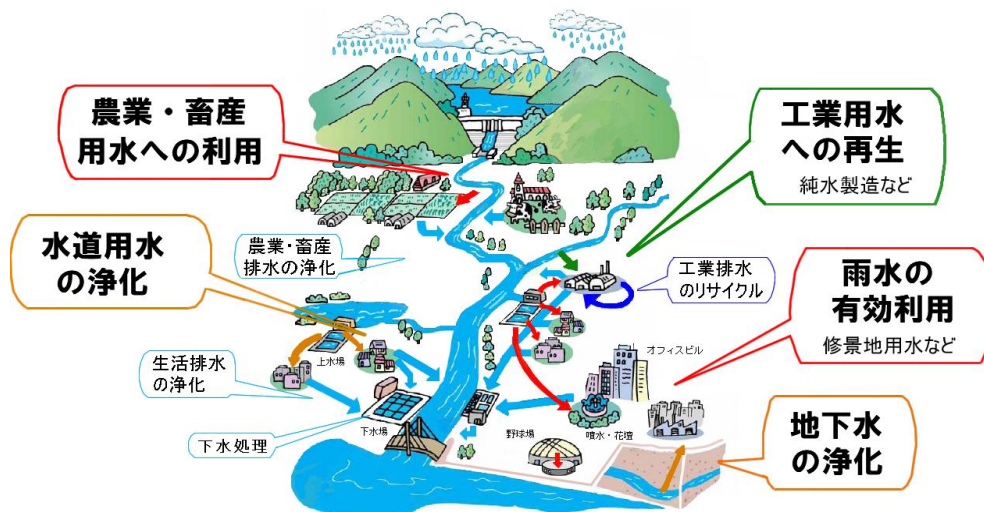 農業・畜産
用水への利用
工業用水
への再生
純水製造など
水道用水
の浄化
農業・畜産
排水の浄化
工業排水
のリサイクル
雨水の
有効利用
修景地用水など
オフィスビル
上水場
生活排水
の浄化
下水処理
下水場
野球場
噴水・花壇
地下水
の浄化